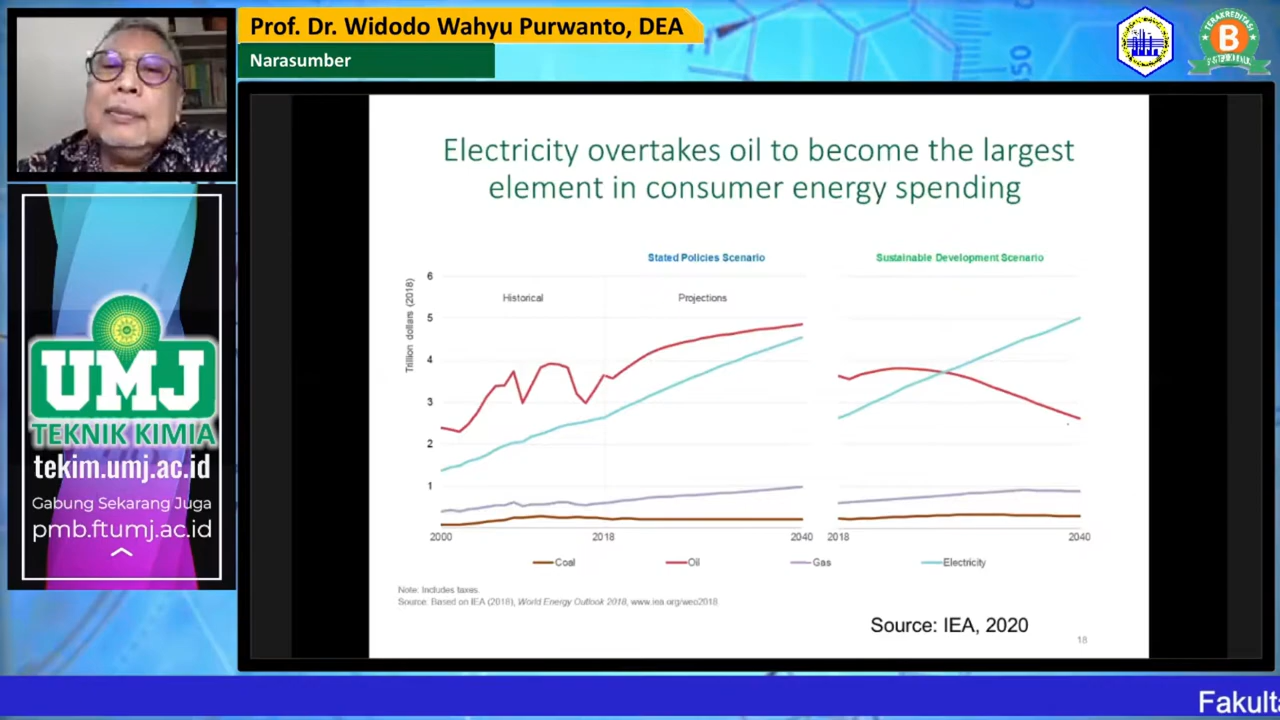 Prof. Dr. Widodo Wahyu Purwanto, DEA
Narasumber
TERAKREDITASI
B
UMJ
TEKNIK KIMIA
tekim.umj.ac.id
Gabung Sekarang Juga
pmb.ftumj.ac.id
Electricity overtakes oil to become the largest
element in consumer energy spending
Stated Policies Scenario
Sustainable Development Scenario
Trillion dollars (2018)
6
5
4
3
2
1
Historical
Projections
2000
2018
2040
2018
2040
Coal
Oil
Gas
Electricity
Note: Includes taxes.
Source: Based on IEA (2018), World Energy Outlook 2018, www.iea.org/weo2018
Source: IEA, 2020
18
Fakult